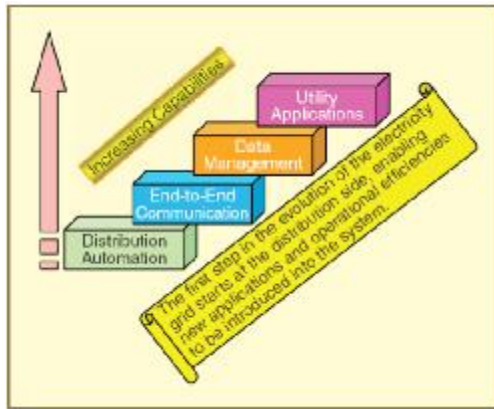 Increasing Capabilities
Utility
Applications
Data
Management
End-to-End
Communication
Distribution
Automation
The first step in the evolution of the electricity
grid starts at the distribution side, enabling
new applications and operational efficiencies
to be introduced into the system.